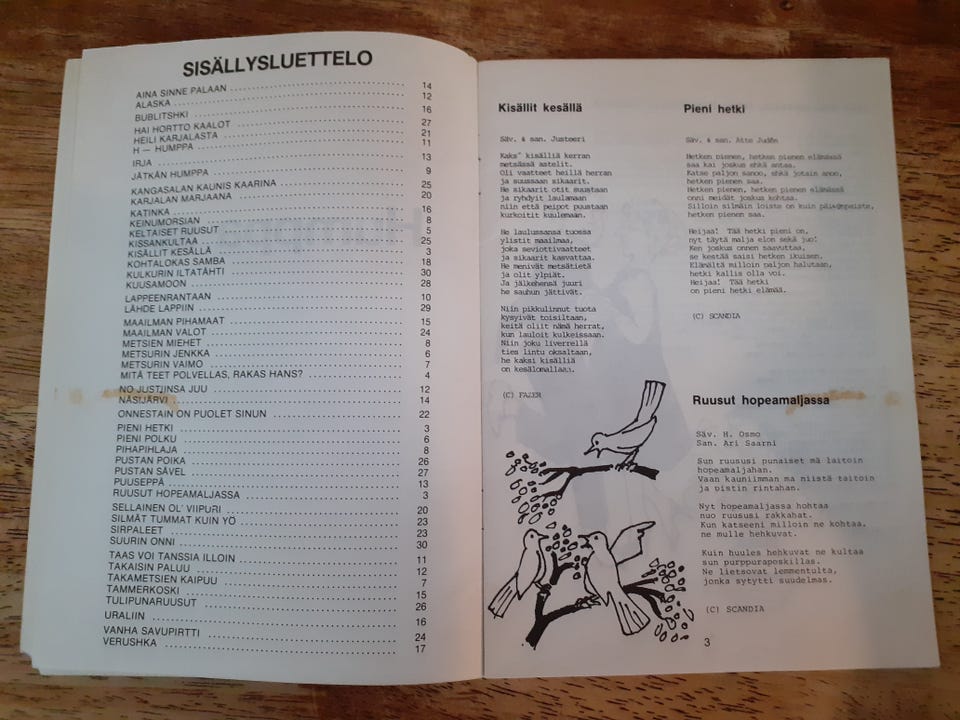 SISÄLLYSLUETTELO
AINA SINNE PALAAN 14
ALASKA 12
BUBLITSHKI 16
HAI HORTTO KAALOT 27
HEILI KARJALASTA 21
H — HUMPPA 11
IRJA 13
JÄTKÄN HUMPPA 9
KANGASALAN KAUNIS KAARINA 25
KARJALAN MARJAANA 20
KATINKA 16
KEINUMORSIAN 8
KELTAISET RUUSUT 5
KISSANKULTAA 25
KISÄLLIT KESÄLLÄ 3
KOHTALOKAS SAMBA 18
KULKURIN ILTATÄHTI 30
KUUSAMOON 28
LAPPEENRANTAAN 10
LÄHDE LAPPIIN 29
MAAILMAN PIHAMAAT 15
MAAILMAN VALOT 24
METSIEN MIEHET 8
METSURIN JENKKA 6
METSURIN VAIMO 7
MITÄ TEET POLVELLAS, RAKAS HANS? 4
NO JUSTIINSA JUU 12
NÄSIJÄRVI 14
ONNESTAIN ON PUOLET SINUN 22
PIENI HETKI 3
PIENI POLKU 6
PIHAPIHLAJA 8
PUSTAN POIKA 26
PUSTAN SÄVEL 27
PUUSEPPÄ 13
RUUSUT HOPEAMALJASSA 3
SELLAINEN OL' VIIPURI 20
SILMÄT TUMMAT KUIN YÖ 23
SIRPALEET 23
SUURIN ONNI 30
TAAS VOI TANSSIA ILLOIN 11
TAKAISIN PALUU 12
TAKAMETSIEN KAIPUU 7
TAMMERKOSKI 15
TULIPUNARUUSUT 26
URALIIN 16
VANHA SAVUPIRTTI 24
VERUSHKA 17
Kisällit kesällä
Säv. & san. Justeeri
Kaks' kisälliä kerran
metsässä astelit.
Oli vaatteet heillä herran
ja suussaan sikaarit.
He sikaarit otit suustaan
ja ryhdyit laulamaan
niin että peipot puustaan
kurkoitit kuulemaan.
He laulussansa tuossa
ylistit maailmaa,
joka seviottivaatteet
ja sikaarit kasvattaa.
He menivät metsätietä
ja olit ylpiät.
Ja jälkehensä juuri
he sauhun jättivät.
Niin pikkulinnut tuota
kysyivät toisiltaan,
keitä oliit nämä herrat,
kun lauloit kulkeissaan.
Niin joku liverrellä
ties lintu oksaltaan,
he kaksi kisälliä
on kesälomallaan.
(C) FAZER
Pieni hetki
Säv. & san. Atte Judén
Hetken pienen, hetken pienen elämässä
saa kai joskus ehkä antaa.
Katse paljon sanoo, ehkä jotain anoo,
hetken pienen saa.
Hetken pienen, hetken pienen elämässä
onni meidät joskus kohtaa.
Silloin silmäin loiste on kuin päivänpaiste,
hetken pienen saa.
Heijaa! Tää hetki pieni on,
nyt täytä malja elon sekä juo!
Ken joskus onnen saavuttaa,
se kestää saisi hetken ikuisen.
Elämältä milloin paljon halutaan,
hetki kallis olla voi.
Heijaa! Tää hetki
on pieni hetki elämää.
(C) SCANDIA
Ruusut hopeamaljassa
Säv. H. Osmo
San. Ari Saarni
Sun ruususi punaiset mä laitoin
hopeamaljahan.
Vaan kauniimman ma niistä taitoin
ja pistin rintahan.
Nyt hopeamaljassa hohtaa
nuo ruususi rakkahat.
Kun katseeni milloin ne kohtaa,
ne mulle hehkuvat.
Kuin huules hehkuvat ne kultaa
sun purppuraposkillas.
Ne lietsovat lemmentulta,
jonka sytytti suudelmas.
(C) SCANDIA
3